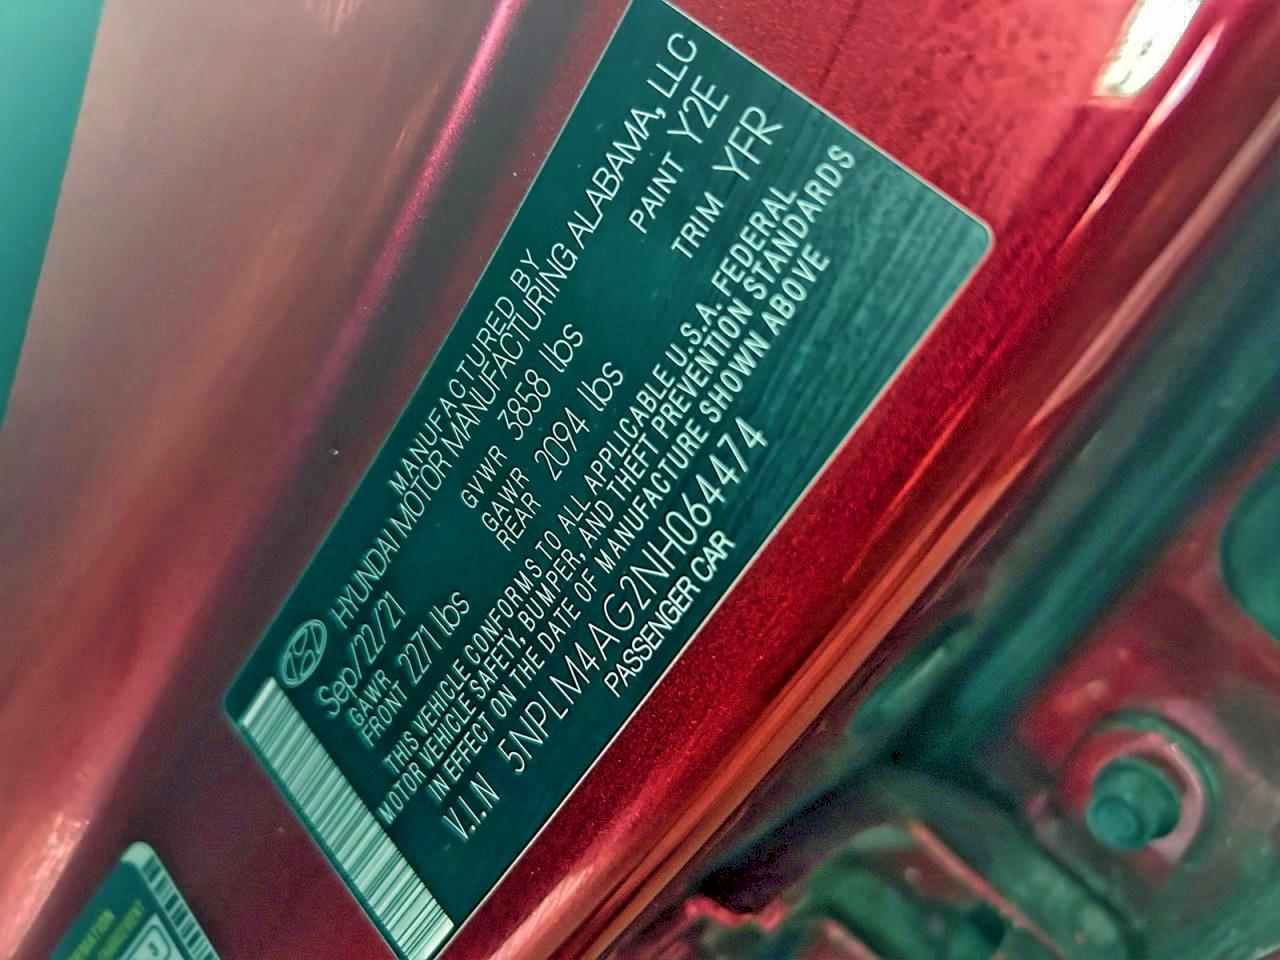 MANUFACTURED BY
HYUNDAI MOTOR MANUFACTURING ALABAMA, LLC
Sep/22/21 GVWR 3858 lbs PAINT Y2E
GAWR FRONT 2271 lbs GAWR REAR 2094 lbs TRIM YFR
THIS VEHICLE CONFORMS TO ALL APPLICABLE U.S.A. FEDERAL
MOTOR VEHICLE SAFETY, BUMPER, AND THEFT PREVENTION STANDARDS
IN EFFECT ON THE DATE OF MANUFACTURE SHOWN ABOVE
V.I.N 5NPLM4AG2NH064474
PASSENGER CAR
J